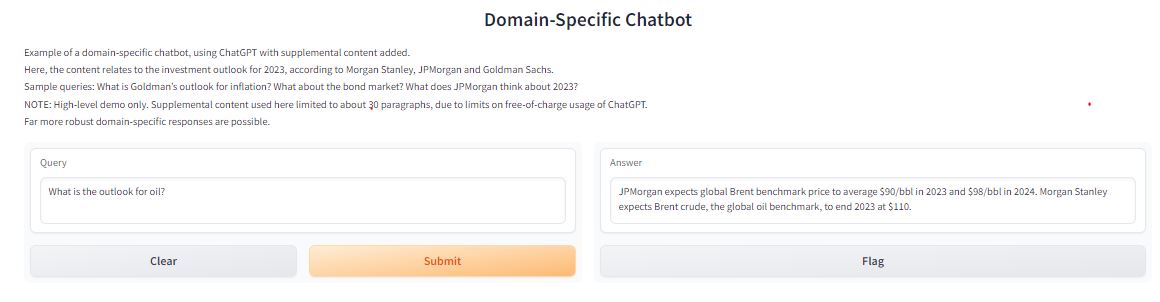 Domain-Specific Chatbot
Example of a domain-specific chatbot, using ChatGPT with supplemental content added.
Here, the content relates to the investment outlook for 2023, according to Morgan Stanley, JPMorgan and Goldman Sachs.
Sample queries: What is Goldman's outlook for inflation? What about the bond market? What does JPMorgan think about 2023?
NOTE: High-level demo only. Supplemental content used here limited to about 30 paragraphs, due to limits on free-of-charge usage of ChatGPT.
Far more robust domain-specific responses are possible.
Query
What is the outlook for oil?
Clear
Submit
Answer
JPMorgan expects global Brent benchmark price to average $90/bbl in 2023 and $98/bbl in 2024. Morgan Stanley
expects Brent crude, the global oil benchmark, to end 2023 at $110.
Flag